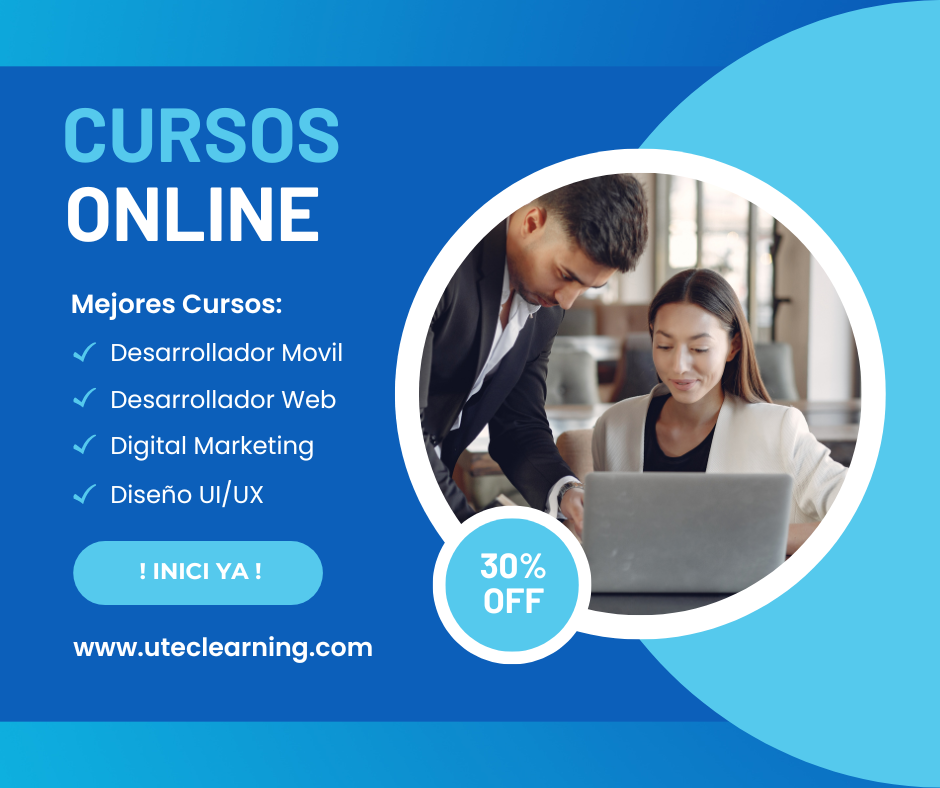 CURSOS
ONLINE
Mejores Cursos:
Desarrollador Movil
Desarrollador Web
Digital Marketing
Diseño UI/UX
! INICI YA !
www.uteclearning.com
30%
OFF